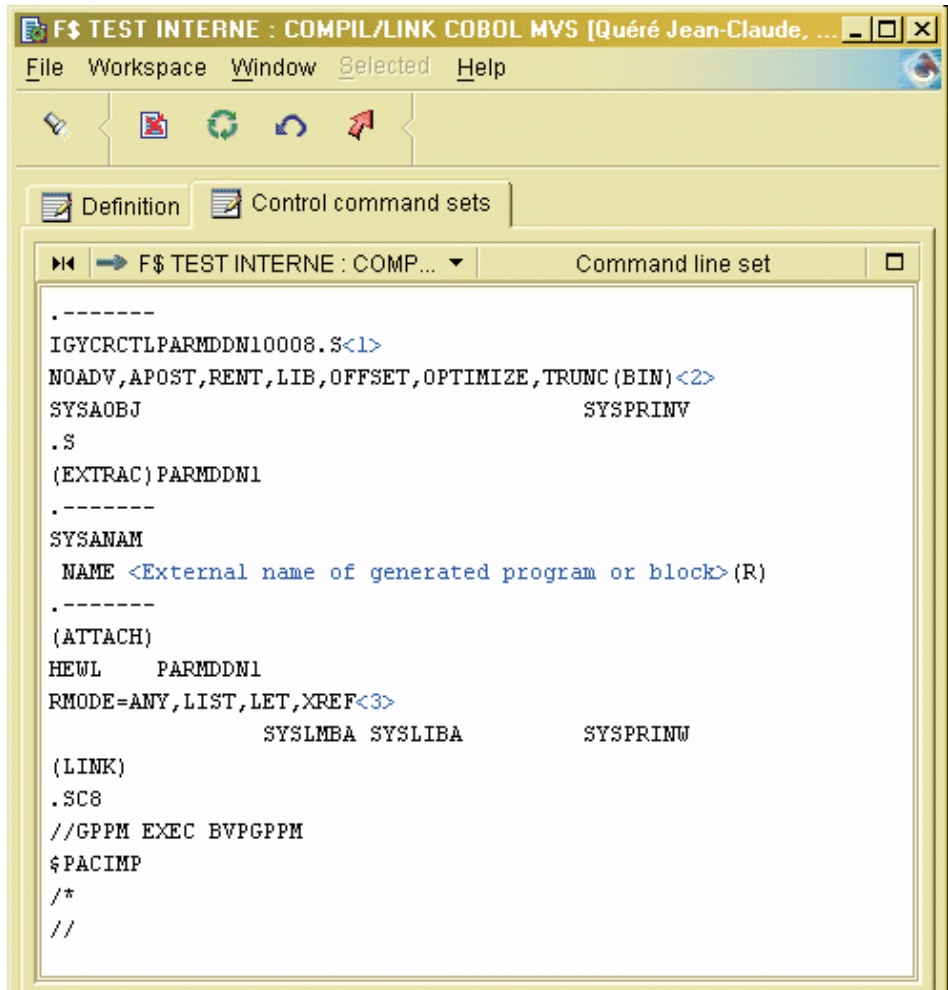 F$ TEST INTERNE : COMPIL/LINK COBOL MVS [Quéré Jean-Claude, ...
File Workspace Window Selected Help
Definition Control command sets
F$ TEST INTERNE : COMP... Command line set
.-------
IGYCRCTLPARMDDN10008.S<1>
NOADV,APOST,RENT,LIB,OFFSET,OPTIMIZE,TRUNC(BIN)<2>
SYSAOBJ SYSPRINV
.S
(EXTRAC)PARMDDN1
.-------
SYSANAM
NAME <External name of generated program or block>(R)
.-------
(ATTACH)
HEWL PARMDDN1
RMODE=ANY,LIST,LET,XREF<3>
SYSLMBA SYSLIBA SYSPRINW
(LINK)
.SC8
//GPPM EXEC BVPGPPM
$PACIMP
/*
//